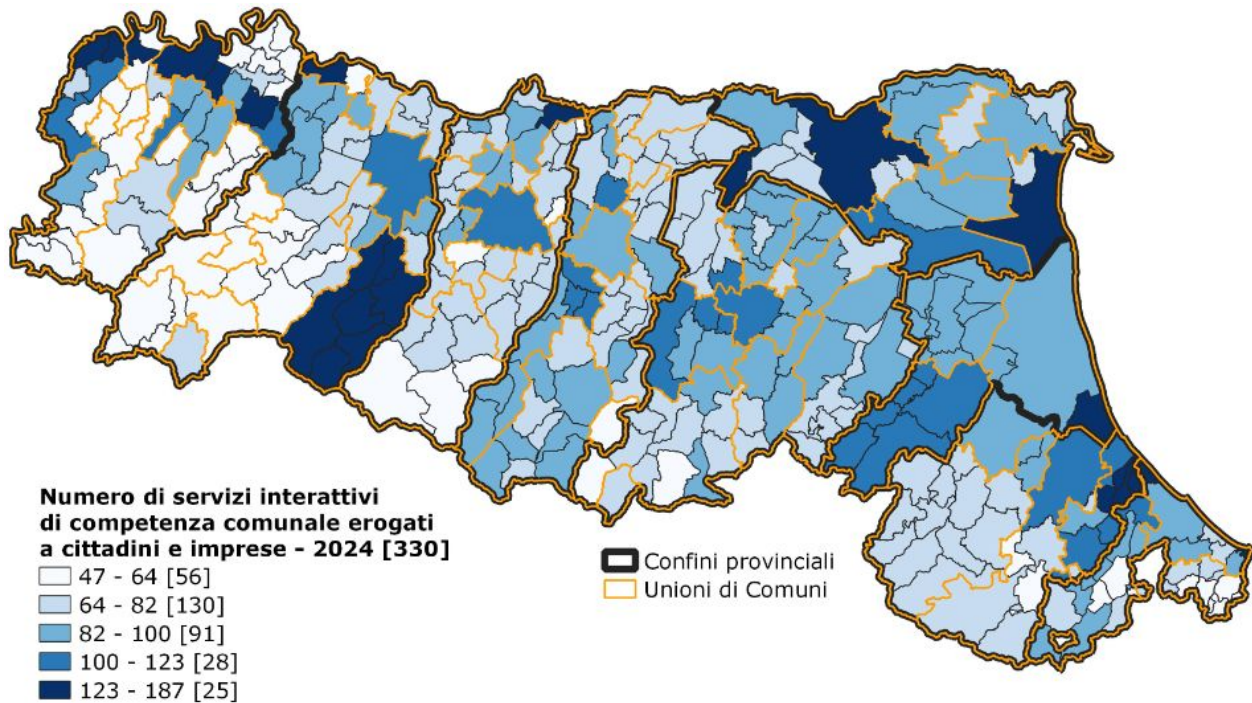 Numero di servizi interattivi
di competenza comunale erogati
a cittadini e imprese - 2024 [330]
47 - 64 [56]
64 - 82 [130]
82 - 100 [91]
100 - 123 [28]
123 - 187 [25]
Confini provinciali
Unioni di Comuni